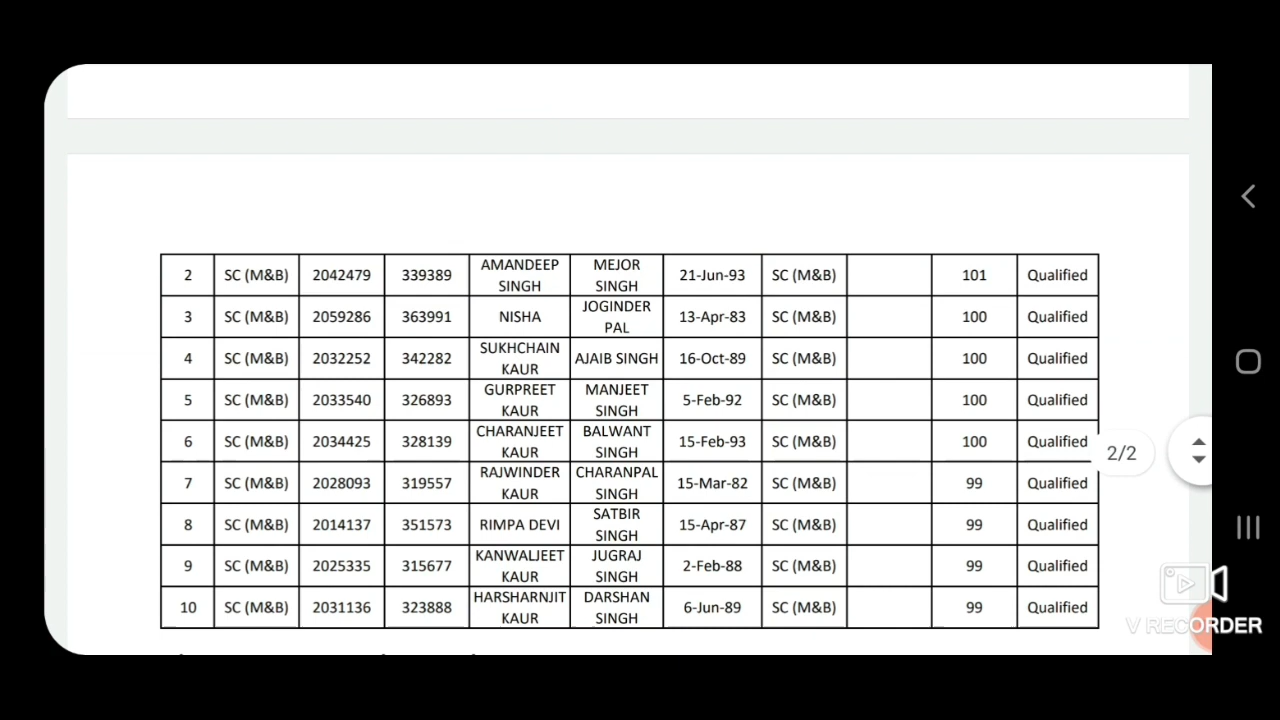 2 SC (M&B) 2042479 339389 AMANDEEP SINGH MEJOR SINGH 21-Jun-93 SC (M&B) 101 Qualified
3 SC (M&B) 2059286 363991 NISHA JOGINDER PAL 13-Apr-83 SC (M&B) 100 Qualified
4 SC (M&B) 2032252 342282 SUKHCHAIN KAUR AJAIB SINGH 16-Oct-89 SC (M&B) 100 Qualified
5 SC (M&B) 2033540 326893 GURPREET KAUR MANJEET SINGH 5-Feb-92 SC (M&B) 100 Qualified
6 SC (M&B) 2034425 328139 CHARANJEET KAUR BALWANT SINGH 15-Feb-93 SC (M&B) 100 Qualified
7 SC (M&B) 2028093 319557 RAJWINDER KAUR CHARANPAL SINGH 15-Mar-82 SC (M&B) 99 Qualified
8 SC (M&B) 2014137 351573 RIMPA DEVI SATBIR SINGH 15-Apr-87 SC (M&B) 99 Qualified
9 SC (M&B) 2025335 315677 KANWALJEET KAUR JUGRAJ SINGH 2-Feb-88 SC (M&B) 99 Qualified
10 SC (M&B) 2031136 323888 HARSHARNJIT KAUR DARSHAN SINGH 6-Jun-89 SC (M&B) 99 Qualified
2/2
V RECORDER